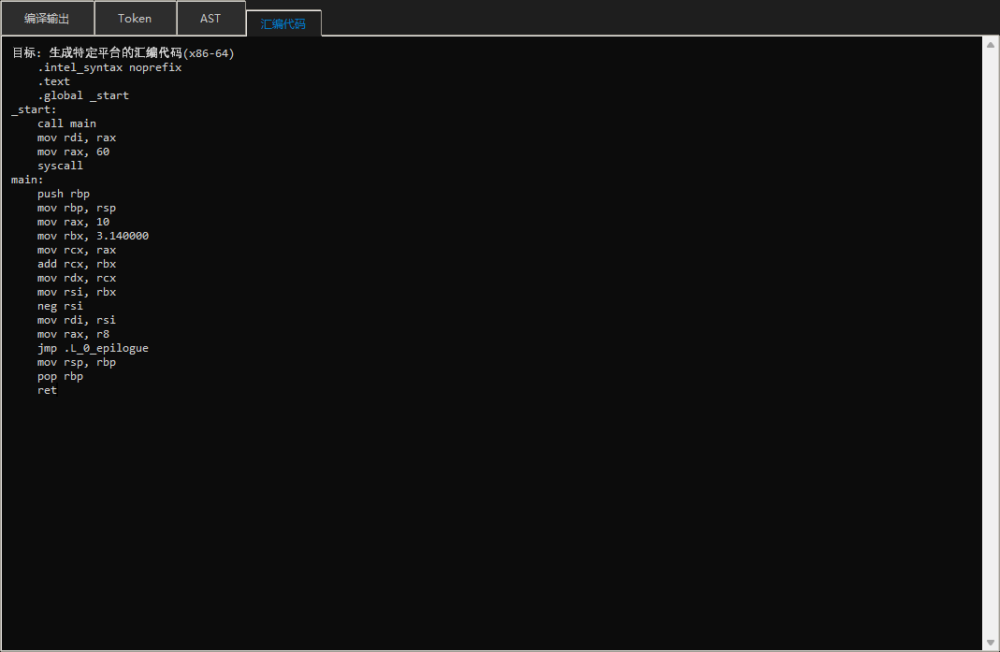 编译输出 Token AST 汇编代码
目标: 生成特定平台的汇编代码(x86-64)
    .intel_syntax noprefix
    .text
    .global _start
_start:
    call main
    mov rdi, rax
    mov rax, 60
    syscall
main:
    push rbp
    mov rbp, rsp
    mov rax, 10
    mov rbx, 3.140000
    mov rcx, rax
    add rcx, rbx
    mov rdx, rcx
    mov rsi, rbx
    neg rsi
    mov rdi, rsi
    mov rax, r8
    jmp .L_0_epilogue
    mov rsp, rbp
    pop rbp
    ret